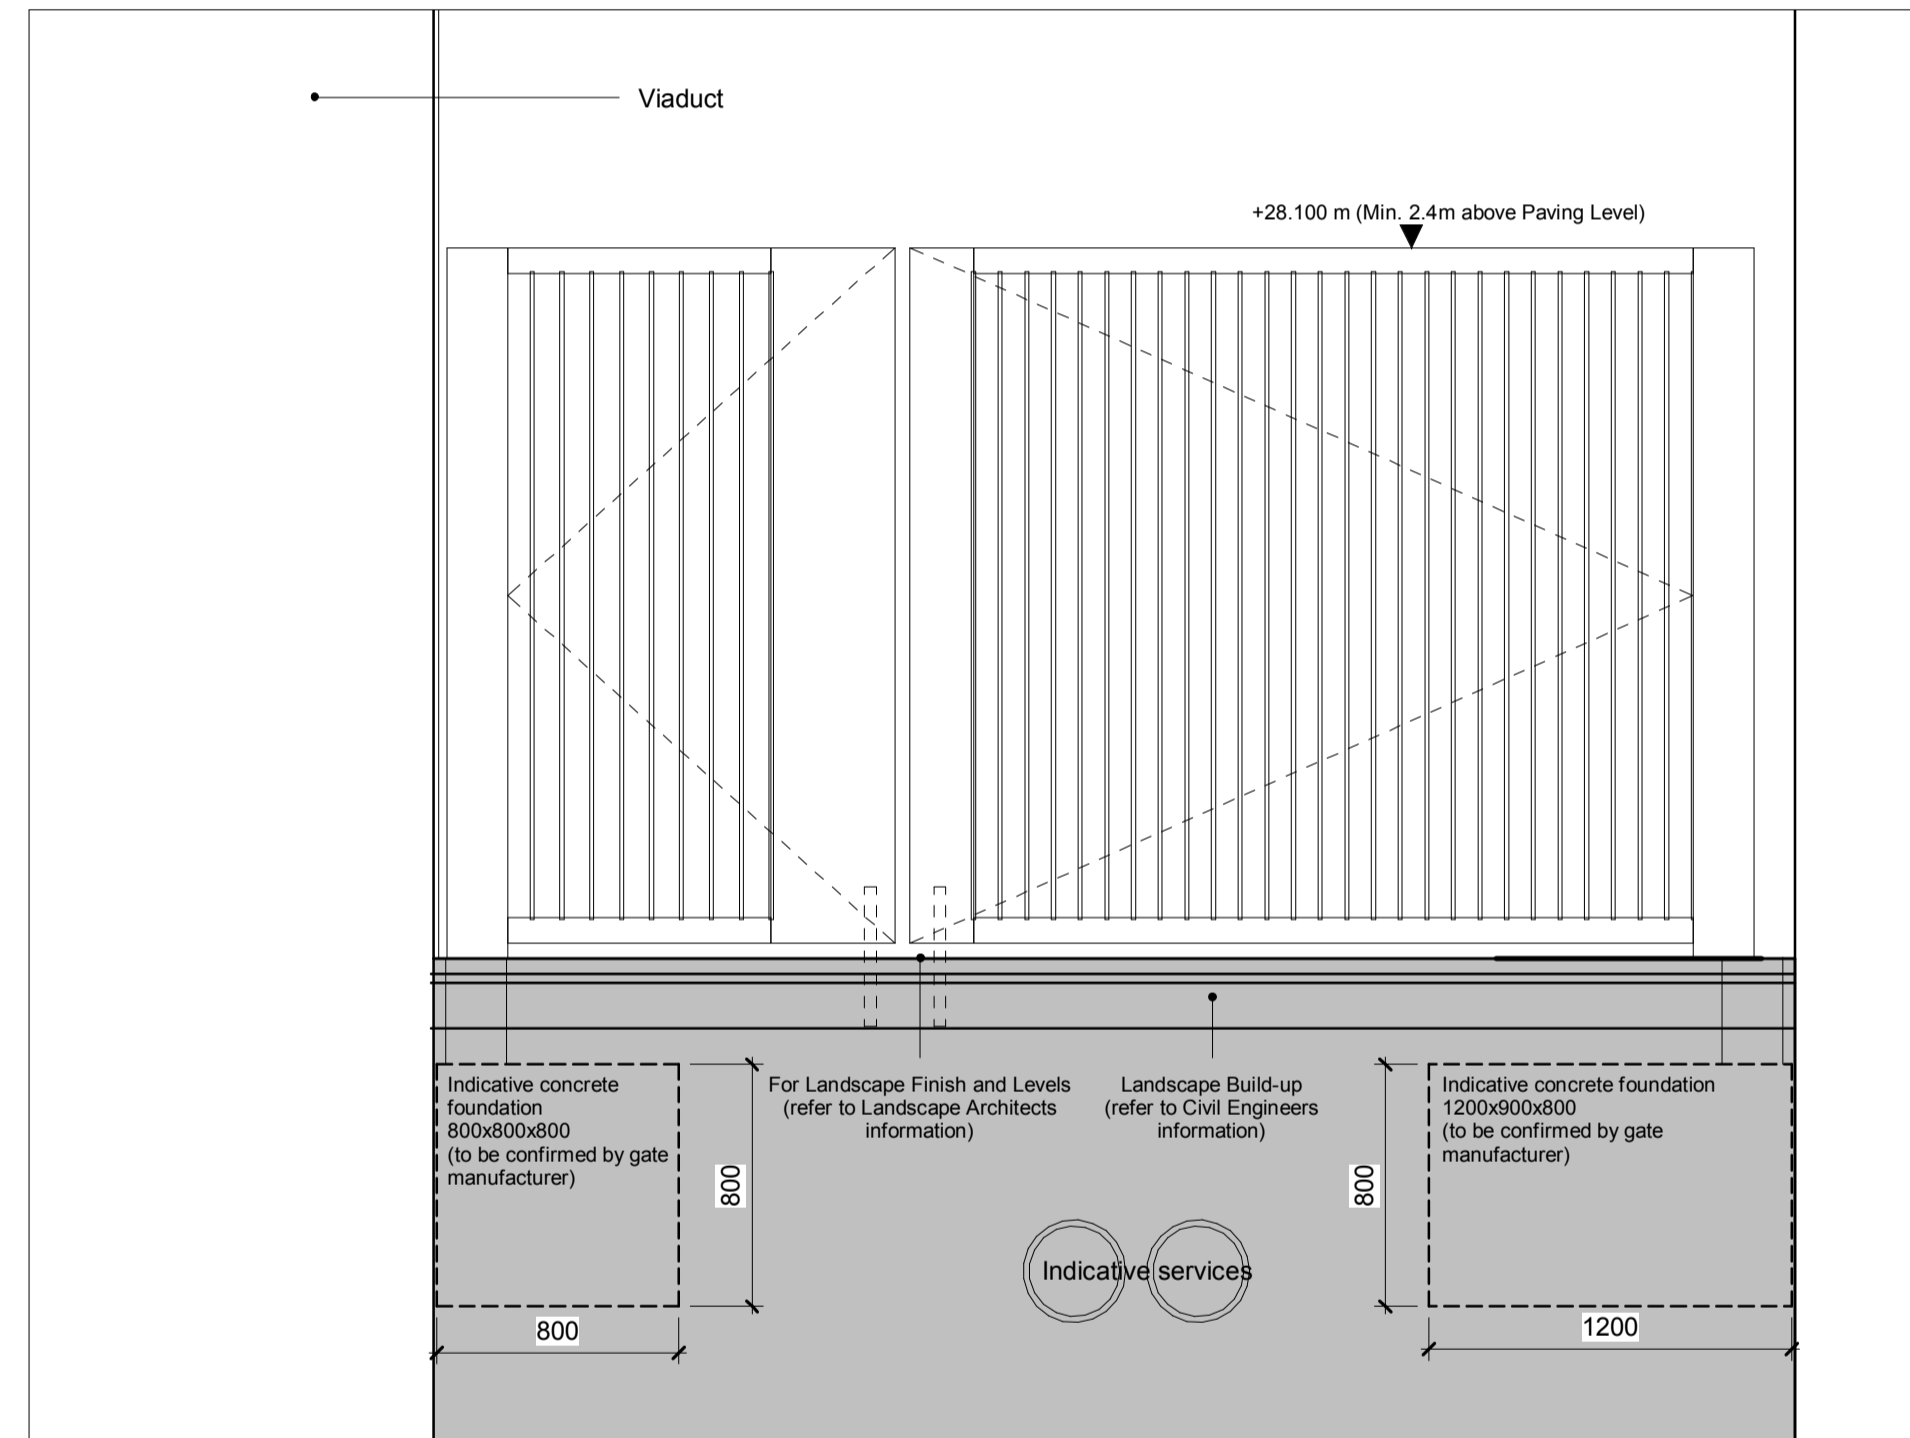 Viaduct
+28.100 m (Min. 2.4m above Paving Level)
Indicative concrete
foundation
800x800x800
(to be confirmed by gate
manufacturer)
800
800
For Landscape Finish and Levels
(refer to Landscape Architects
information)
Landscape Build-up
(refer to Civil Engineers
information)
Indicative services
800
Indicative concrete foundation
1200x900x800
(to be confirmed by gate
manufacturer)
1200